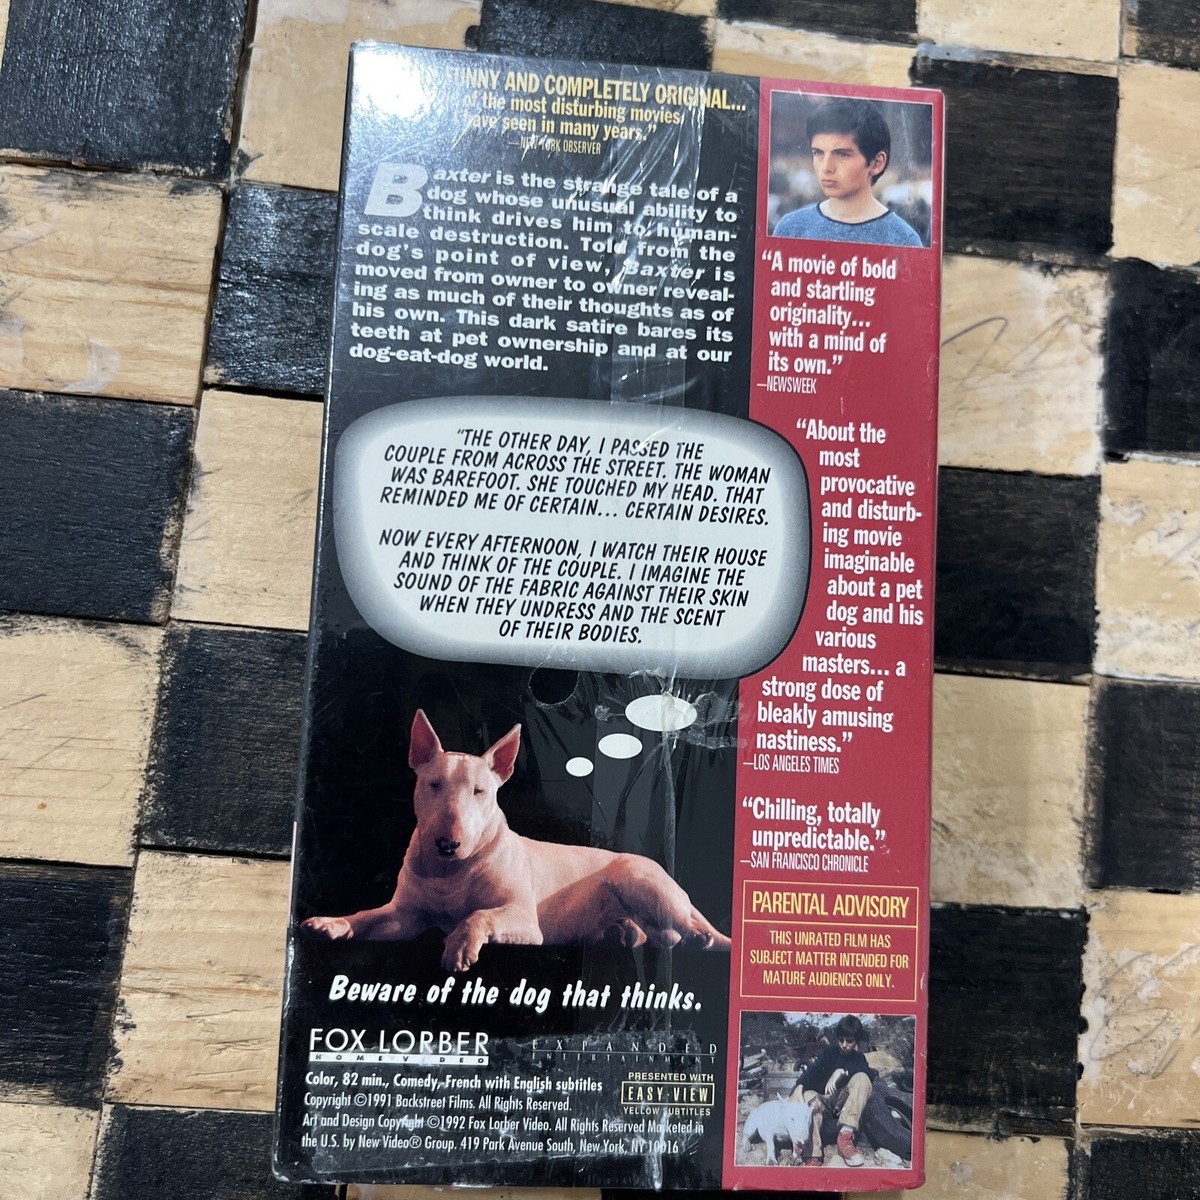 FUNNY AND COMPLETELY ORIGINAL...
of the most disturbing movies
have seen in many years."
—NEW YORK OBSERVER
Baxter is the strange tale of a
dog whose unusual ability to
think drives him to human-
scale destruction. Told from the
dog's point of view, Baxter is
moved from owner to owner reveal-
ing as much of their thoughts as of
his own. This dark satire bares its
teeth at pet ownership and at our
dog-eat-dog world.
"THE OTHER DAY, I PASSED THE
COUPLE FROM ACROSS THE STREET. THE WOMAN
WAS BAREFOOT. SHE TOUCHED MY HEAD. THAT
REMINDED ME OF CERTAIN... CERTAIN DESIRES.
NOW EVERY AFTERNOON, I WATCH THEIR HOUSE
AND THINK OF THE COUPLE. I IMAGINE THE
SOUND OF THE FABRIC AGAINST THEIR SKIN
WHEN THEY UNDRESS AND THE SCENT
OF THEIR BODIES.
Beware of the dog that thinks.
FOX LORBER
HOME VIDEO
EXPANDED
ENTERTAINMENT
Color, 82 min., Comedy, French with English subtitles
Copyright ©1991 Backstreet Films. All Rights Reserved.
Art and Design Copyright ©1992 Fox Lorber Video. All Rights Reserved Marketed in
the U.S. by New Video® Group. 419 Park Avenue South, New York, NY 10016
PRESENTED WITH
EASY-VIEW
YELLOW SUBTITLES
"A movie of bold
and startling
originality...
with a mind of
its own."
—NEWSWEEK
"About the
most
provocative
and disturb-
ing movie
imaginable
about a pet
dog and his
various
masters... a
strong dose of
bleakly amusing
nastiness."
—LOS ANGELES TIMES
"Chilling, totally
unpredictable."
—SAN FRANCISCO CHRONICLE
PARENTAL ADVISORY
THIS UNRATED FILM HAS
SUBJECT MATTER INTENDED FOR
MATURE AUDIENCES ONLY.